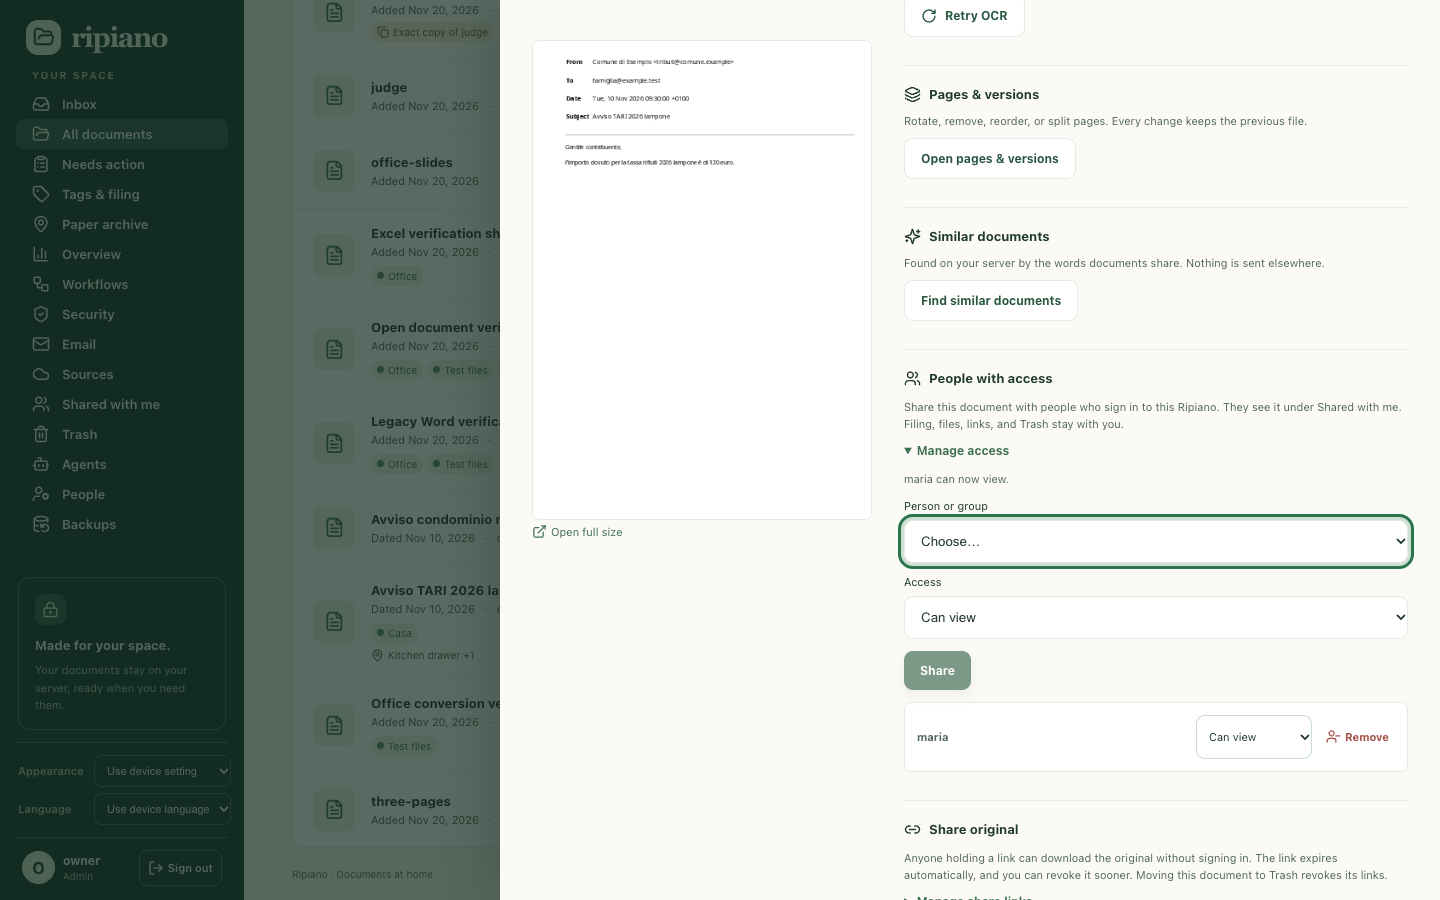 ripiano
YOUR SPACE
Inbox
All documents
Needs action
Tags & filing
Paper archive
Overview
Workflows
Security
Email
Sources
Shared with me
Trash
Agents
People
Backups
Made for your space.
Your documents stay on your
server, ready when you need
them.
Appearance
Use device setting
Language
Use device language
O
owner
Admin
Sign out
Added Nov 20, 2026
Exact copy of judge
judge
Added Nov 20, 2026 ·
office-slides
Added Nov 20, 2026 ·
Excel verification sh
Added Nov 20, 2026 ·
Office
Open document veri
Added Nov 20, 2026 ·
Office
Test files
Legacy Word verifica
Added Nov 20, 2026 ·
Office
Test files
Avviso condominio
Dated Nov 10, 2026 ·
Avviso TARI 2026 la
Dated Nov 10, 2026 ·
Casa
Kitchen drawer +1
Office conversion ve
Added Nov 20, 2026 ·
Test files
three-pages
Added Nov 20, 2026 ·
Ripiano · Documents at home
From Comune di Esempio <tributi@comune.example>
To famiglia@example.test
Date Tue, 10 Nov 2026 09:30:00 +0100
Subject Avviso TARI 2026 lampone
Gentile contribuente,
l'importo dovuto per la tassa rifiuti 2026 lampone è di 120 euro.
Open full size
Retry OCR
Pages & versions
Rotate, remove, reorder, or split pages. Every change keeps the previous file.
Open pages & versions
Similar documents
Found on your server by the words documents share. Nothing is sent elsewhere.
Find similar documents
People with access
Share this document with people who sign in to this Ripiano. They see it under Shared with me.
Filing, files, links, and Trash stay with you.
Manage access
maria can now view.
Person or group
Choose...
Access
Can view
Share
maria
Can view
Remove
Share original
Anyone holding a link can download the original without signing in. The link expires
automatically, and you can revoke it sooner. Moving this document to Trash revokes its links.
Manage share links